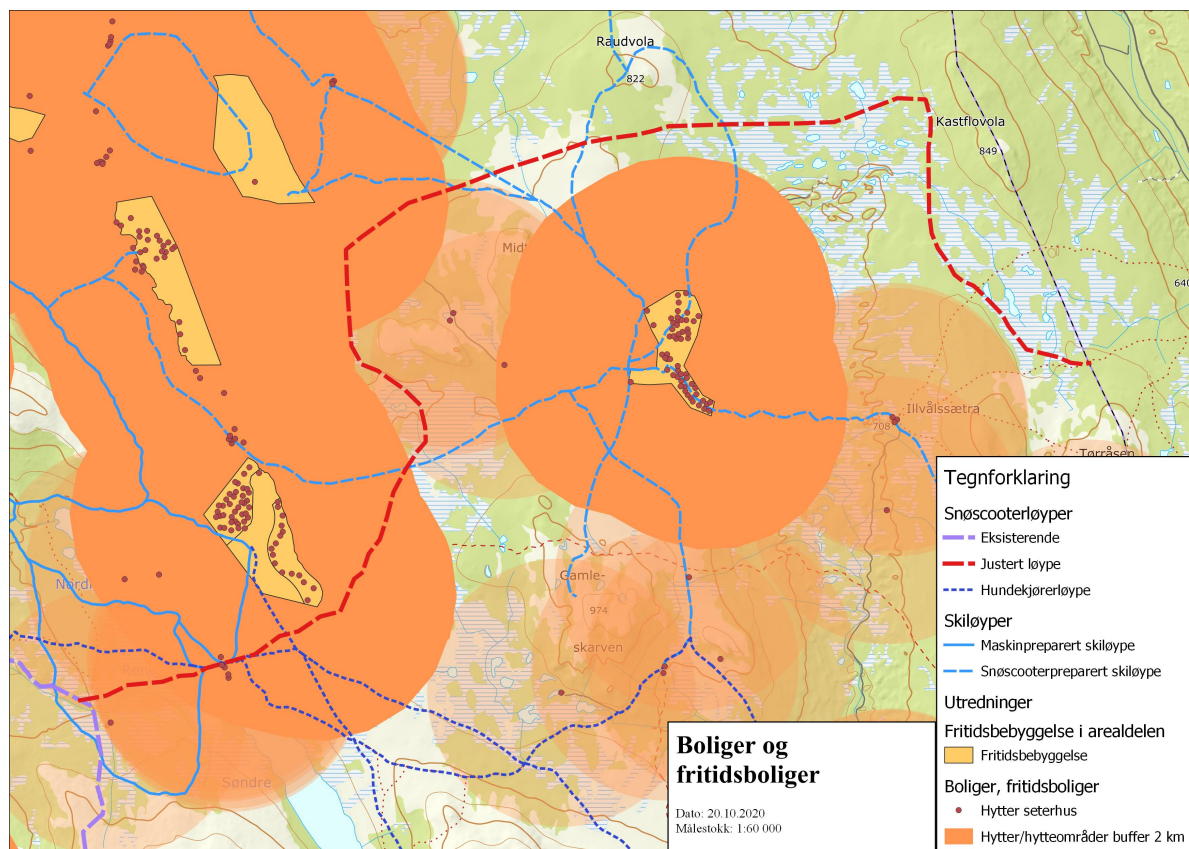 Raudvola
822
Kastflovola
849
640
Midt
Illvålssætra
708
Tørråsen
Gamle-
974
skarven
Nordr
Søndre
Tegnforklaring
Snøscooterløyper
Eksisterende
Justert løype
Hundekjørerløype
Skiløyper
Maskinpreparert skiløype
Snøscooterpreparert skiløype
Utredninger
Fritidsbebyggelse i arealdelen
Fritidsbebyggelse
Boliger, fritidsboliger
Hytter seterhus
Hytter/hytteområder buffer 2 km
Boliger og
fritidsboliger
Dato: 20.10.2020
Målestokk: 1:60 000